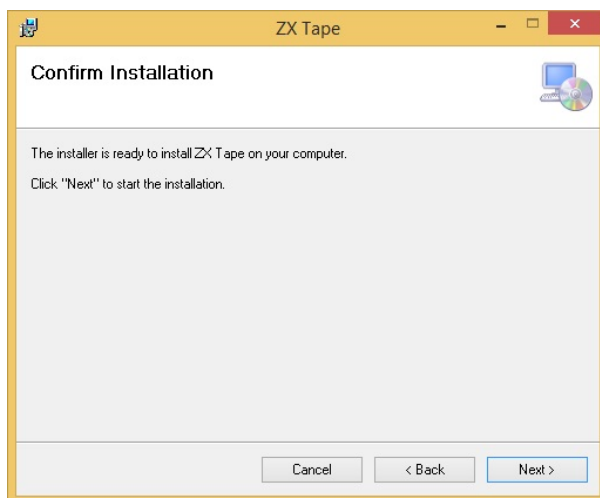 ZX Tape
Confirm Installation
The installer is ready to install ZX Tape on your computer.
Click "Next" to start the installation.
Cancel
< Back
Next >